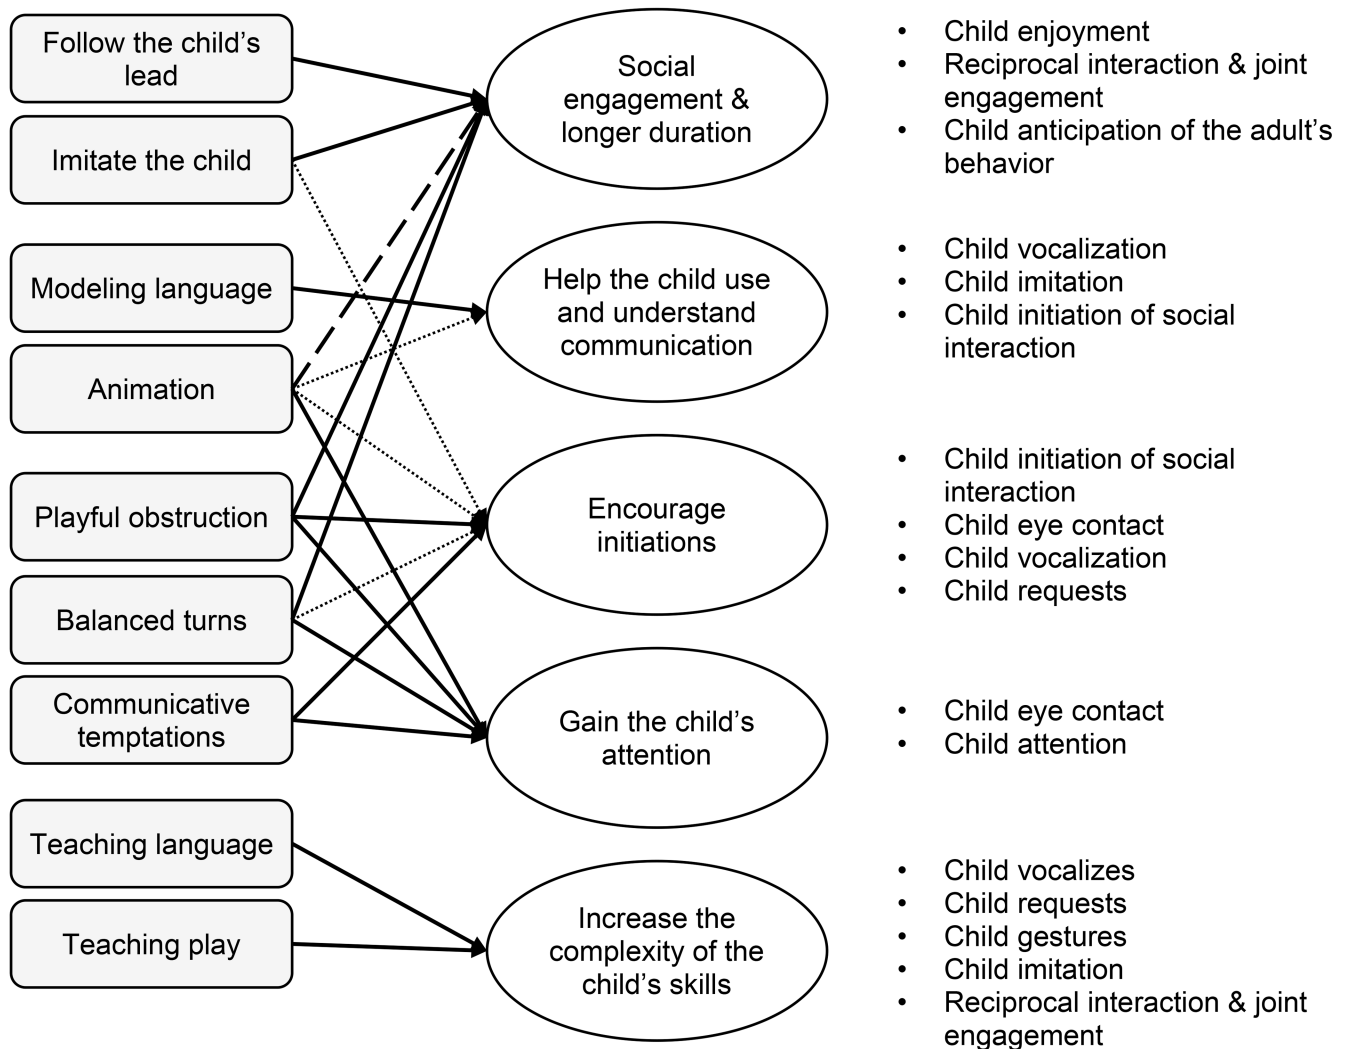 Follow the child’s
lead
Imitate the child
Modeling language
Animation
Playful obstruction
Balanced turns
Communicative
temptations
Teaching language
Teaching play
Social
engagement &
longer duration
Help the child use
and understand
communication
Encourage
initiations
Gain the child’s
attention
Increase the
complexity of the
child’s skills
• Child enjoyment
• Reciprocal interaction & joint
engagement
• Child anticipation of the adult’s
behavior
• Child vocalization
• Child imitation
• Child initiation of social
interaction
• Child initiation of social
interaction
• Child eye contact
• Child vocalization
• Child requests
• Child eye contact
• Child attention
• Child vocalizes
• Child requests
• Child gestures
• Child imitation
• Reciprocal interaction & joint
engagement